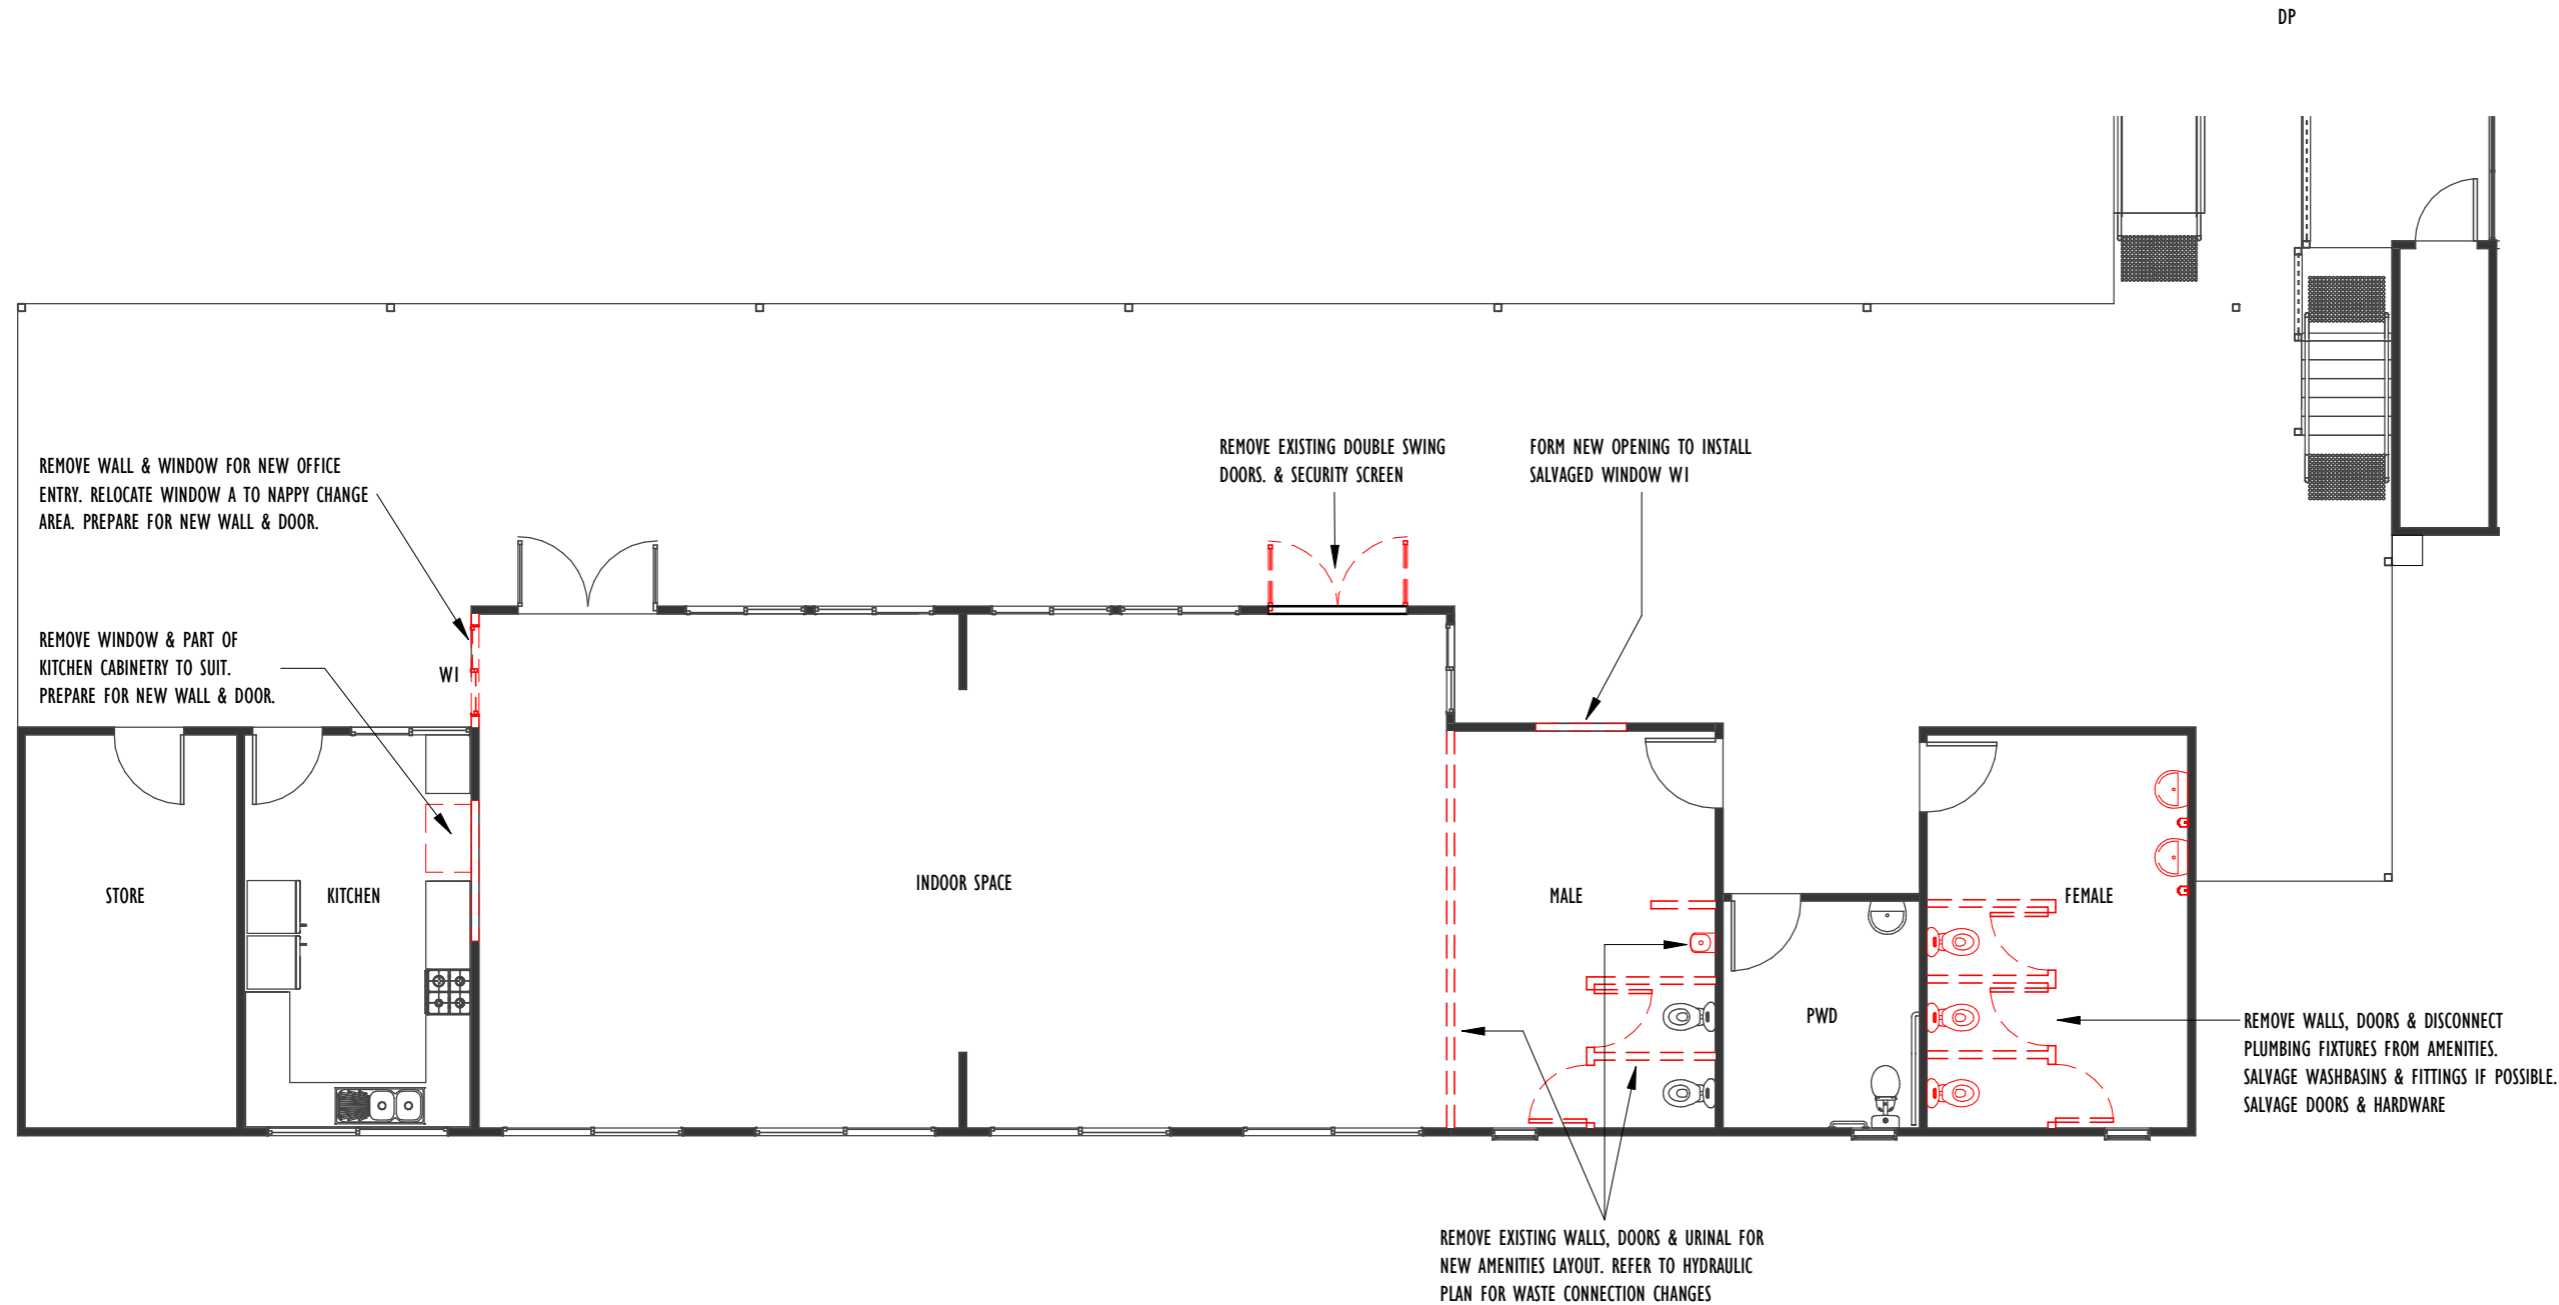 DP
REMOVE WALL & WINDOW FOR NEW OFFICE
ENTRY. RELOCATE WINDOW A TO NAPPY CHANGE
AREA. PREPARE FOR NEW WALL & DOOR.
REMOVE EXISTING DOUBLE SWING
DOORS. & SECURITY SCREEN
FORM NEW OPENING TO INSTALL
SALVAGED WINDOW W1
REMOVE WINDOW & PART OF
KITCHEN CABINETRY TO SUIT.
PREPARE FOR NEW WALL & DOOR.
W1
STORE
KITCHEN
INDOOR SPACE
MALE
FEMALE
PWD
REMOVE WALLS, DOORS & DISCONNECT
PLUMBING FIXTURES FROM AMENITIES.
SALVAGE WASHBASINS & FITTINGS IF POSSIBLE.
SALVAGE DOORS & HARDWARE
REMOVE EXISTING WALLS, DOORS & URINAL FOR
NEW AMENITIES LAYOUT. REFER TO HYDRAULIC
PLAN FOR WASTE CONNECTION CHANGES